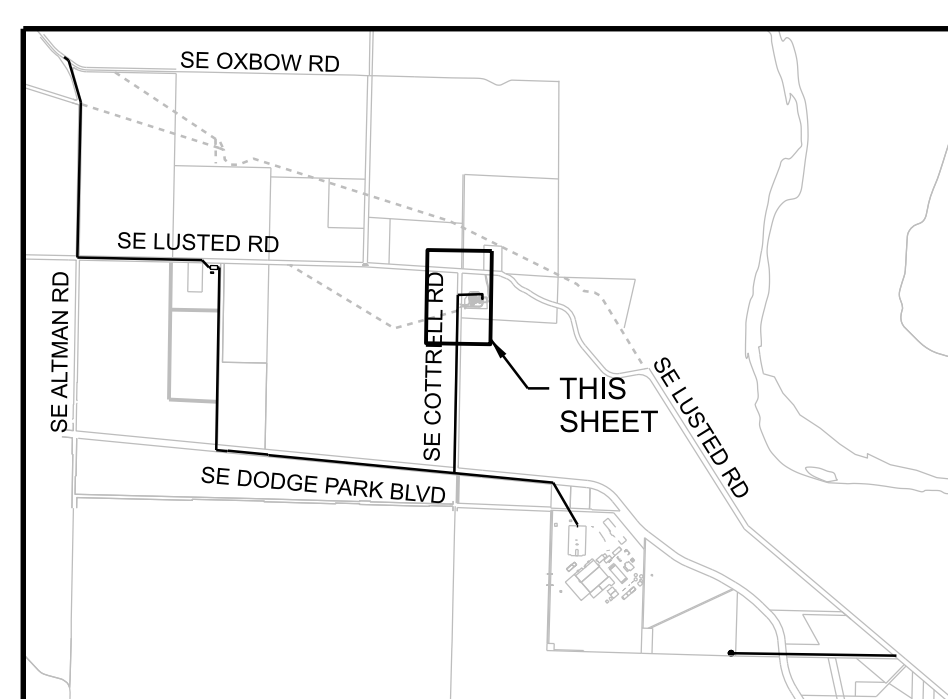 SE OXBOW RD
SE LUSTED RD
SE ALTMAN RD
SE COTTRELL RD
THIS
SHEET
SE LUSTED RD
SE DODGE PARK BLVD